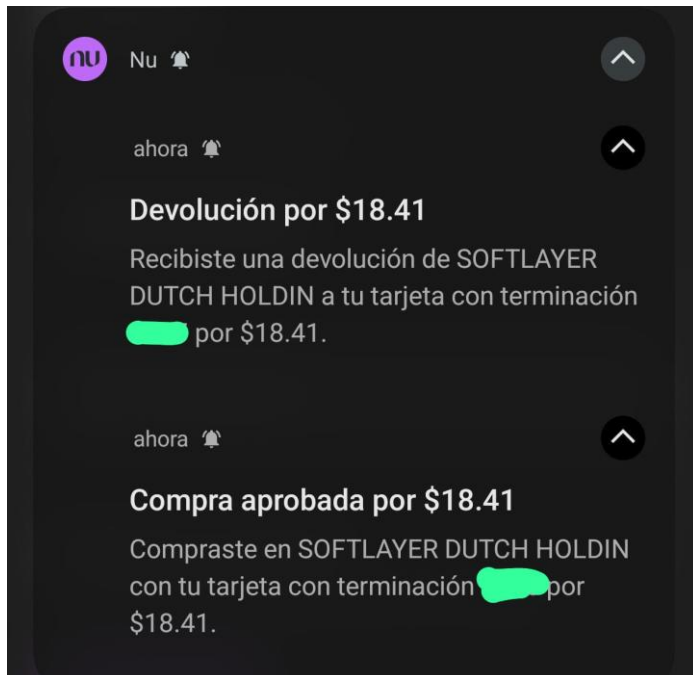 nu Nu
ahora
Devolución por $18.41
Recibiste una devolución de SOFTLAYER
DUTCH HOLDIN a tu tarjeta con terminación
por $18.41.
ahora
Compra aprobada por $18.41
Compraste en SOFTLAYER DUTCH HOLDIN
con tu tarjeta con terminación por
$18.41.